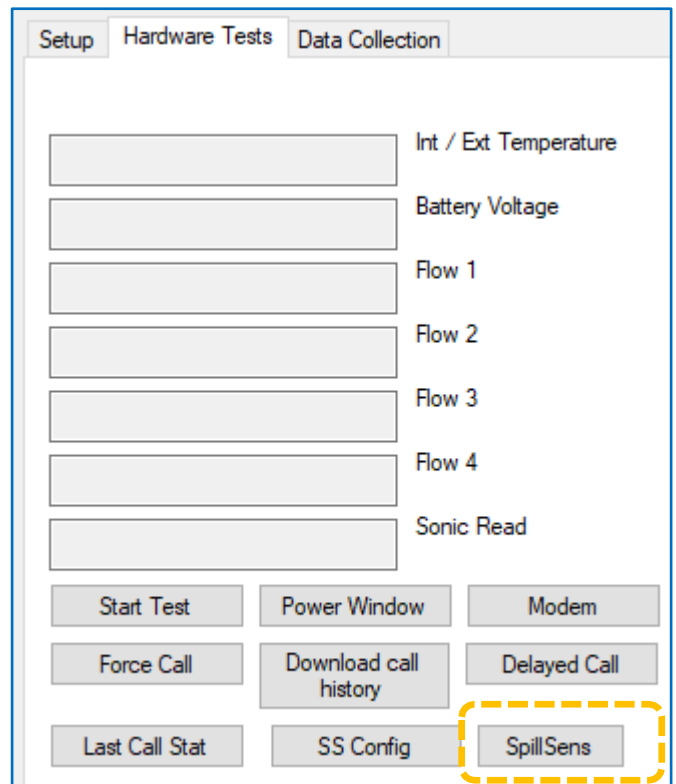 Setup Hardware Tests Data Collection
Int / Ext Temperature
Battery Voltage
Flow 1
Flow 2
Flow 3
Flow 4
Sonic Read
Start Test Power Window Modem
Force Call Download call history Delayed Call
Last Call Stat SS Config SpillSens